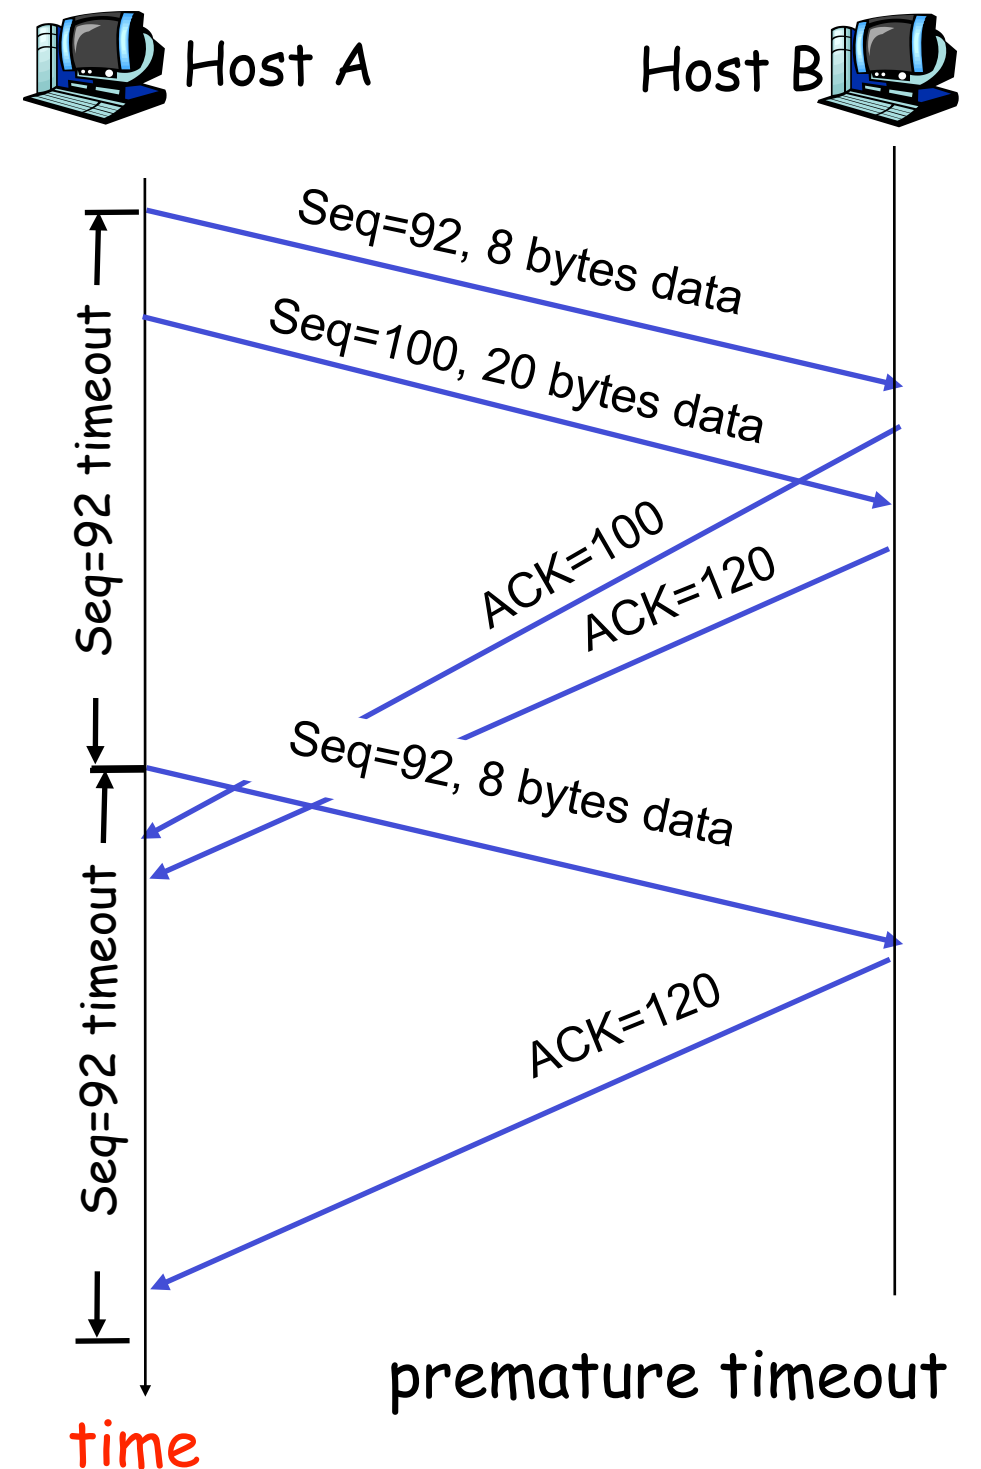 Host A
Host B
Seq=92, 8 bytes data
Seq=100, 20 bytes data
Seq=92 timeout
ACK=100
ACK=120
Seq=92, 8 bytes data
Seq=92 timeout
ACK=120
premature timeout
time